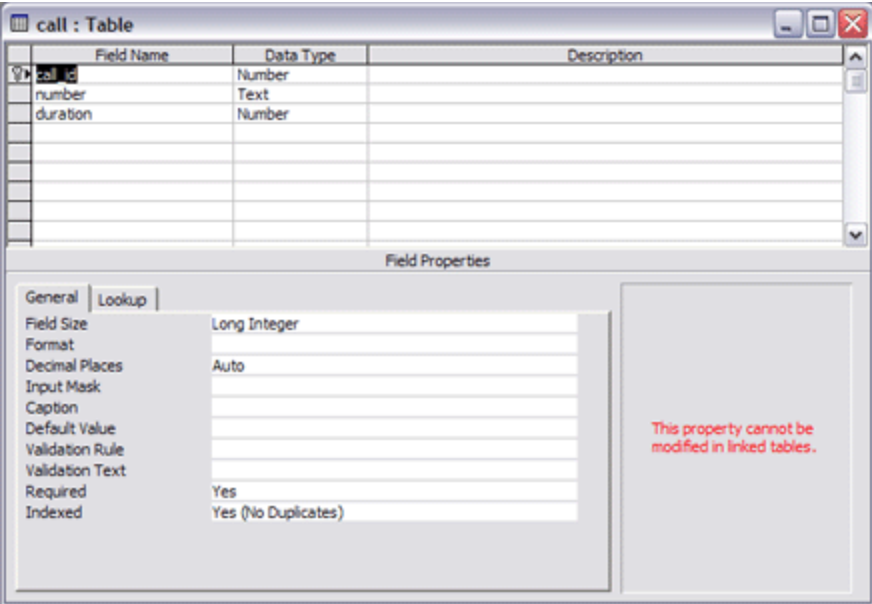 call : Table
Field Name Data Type Description
call_id Number
number Text
duration Number
Field Properties
General Lookup
Field Size Long Integer
Format
Decimal Places Auto
Input Mask
Caption
Default Value
Validation Rule
Validation Text
Required Yes
Indexed Yes (No Duplicates)
This property cannot be
modified in linked tables.